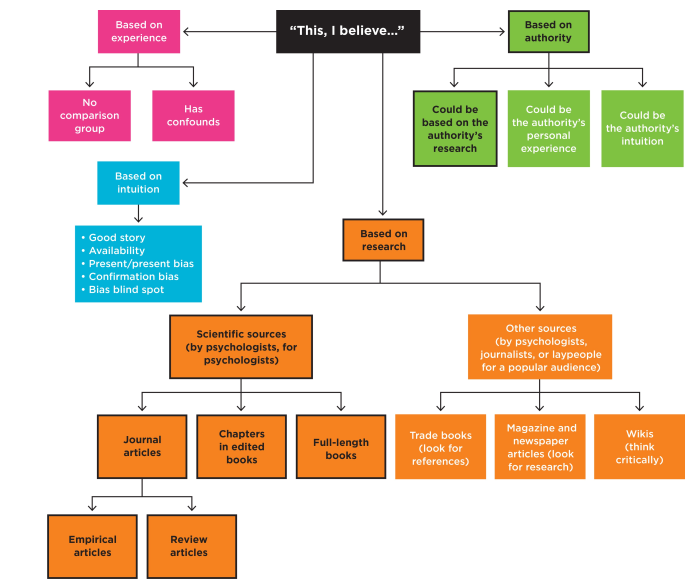 "This, I believe..."
Based on
experience
No
comparison
group
Has
confounds
Based on
authority
Could be
based on the
authority's
research
Could be
the authority's
personal
experience
Could be
the authority's
intuition
Based on
intuition
• Good story
• Availability
• Present/present bias
• Confirmation bias
• Bias blind spot
Based on
research
Scientific sources
(by psychologists, for
psychologists)
Other sources
(by psychologists,
journalists, or laypeople
for a popular audience)
Journal
articles
Chapters
in edited
books
Full-length
books
Trade books
(look for
references)
Magazine and
newspaper
articles (look
for research)
Wikis
(think
critically)
Empirical
articles
Review
articles